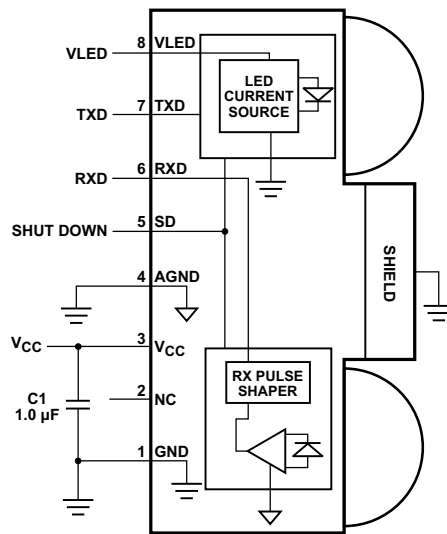 VLED 8 VLED
LED
CURRENT
SOURCE
TXD 7 TXD
RXD 6 RXD
SHUT DOWN 5 SD
SHIELD
4 AGND
VCC 3 VCC
RX PULSE
SHAPER
2 NC
C1
1.0 µF
1 GND